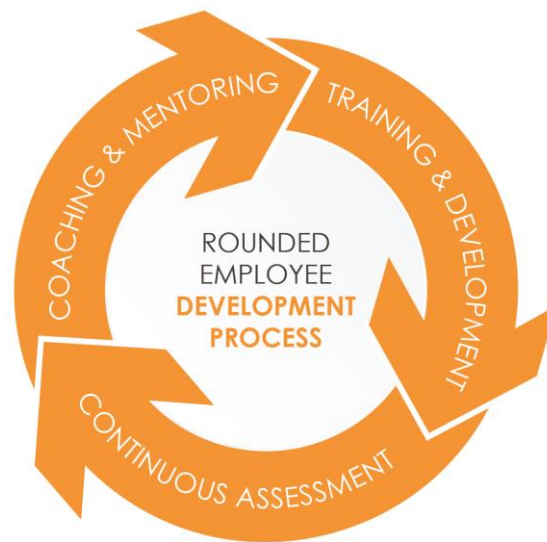 COACHING & MENTORING
TRAINING & DEVELOPMENT
ROUNDED
EMPLOYEE
DEVELOPMENT
PROCESS
CONTINUOUS ASSESSMENT